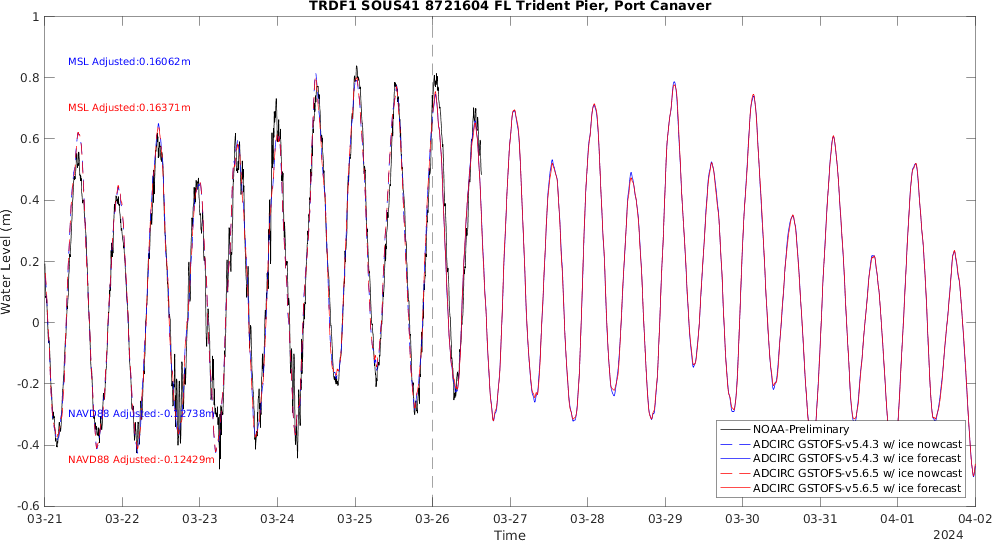 TRDF1 SOUS41 8721604 FL Trident Pier, Port Canaver
1
0.8
0.6
0.4
0.2
0
-0.2
-0.4
-0.6
Water Level (m)
MSL Adjusted:0.16062m
MSL Adjusted:0.16371m
NAVD88 Adjusted:-0.12738m
NAVD88 Adjusted:-0.12429m
NOAA-Preliminary
ADCIRC GSTOFS-v5.4.3 w/ ice nowcast
ADCIRC GSTOFS-v5.4.3 w/ ice forecast
ADCIRC GSTOFS-v5.6.5 w/ ice nowcast
ADCIRC GSTOFS-v5.6.5 w/ ice forecast
03-21 03-22 03-23 03-24 03-25 03-26 03-27 03-28 03-29 03-30 03-31 04-01 04-02
Time
2024